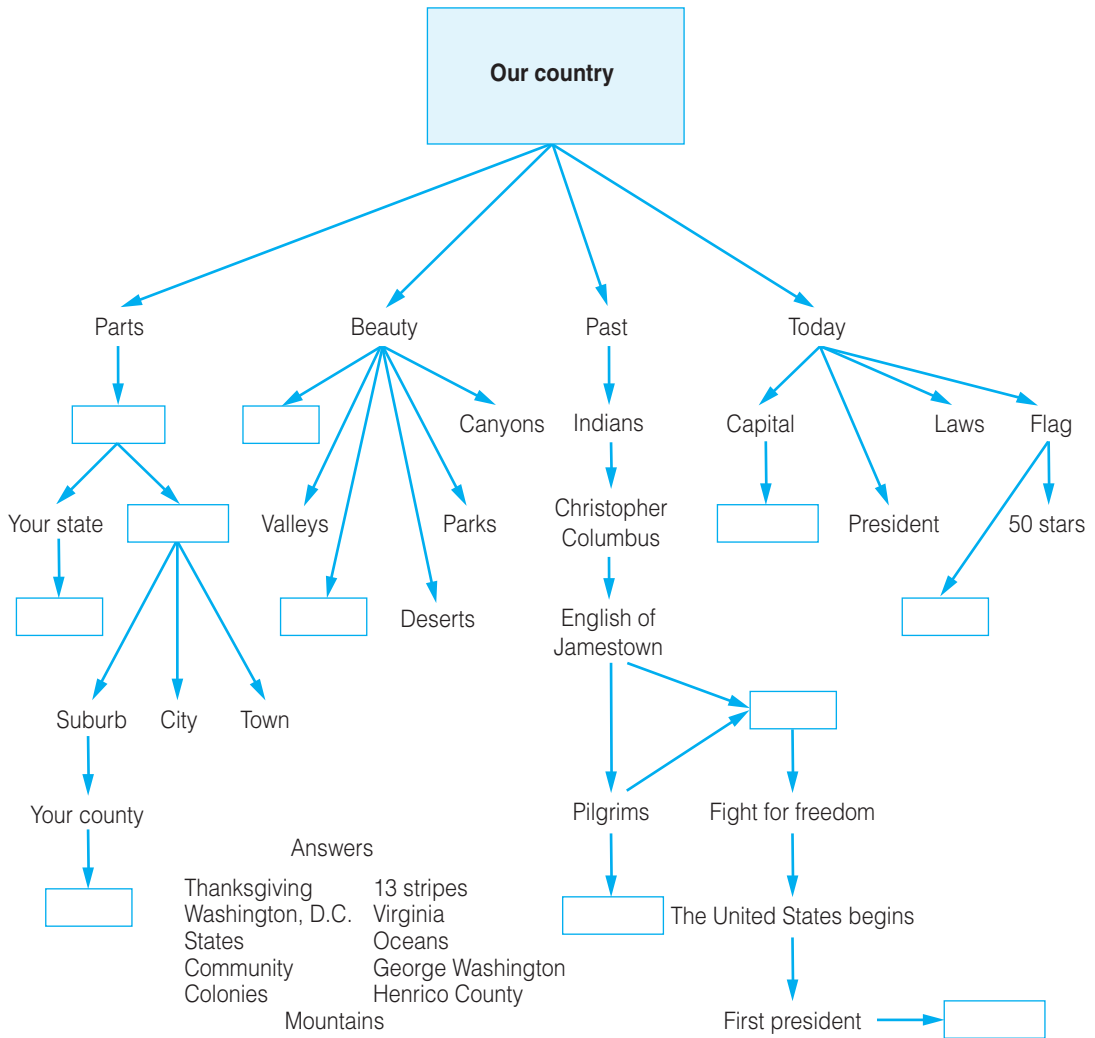 Our country
Parts
Beauty
Past
Today
Canyons
Indians
Capital
Laws
Flag
Your state
Valleys
Parks
Christopher
Columbus
President
50 stars
Deserts
English of
Jamestown
Suburb
City
Town
Your county
Pilgrims
Fight for freedom
Answers
Thanksgiving
13 stripes
Washington, D.C.
Virginia
States
Oceans
Community
George Washington
Colonies
Henrico County
Mountains
The United States begins
First president